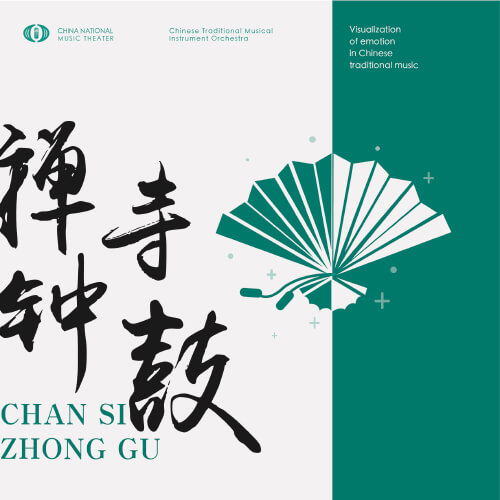 CHINA NATIONAL
MUSIC THEATER
Chinese Traditional Musical
Instrument Orchestra
Visualization
of emotion
in Chinese
traditional music
禅寺
钟鼓
CHAN SI
ZHONG GU